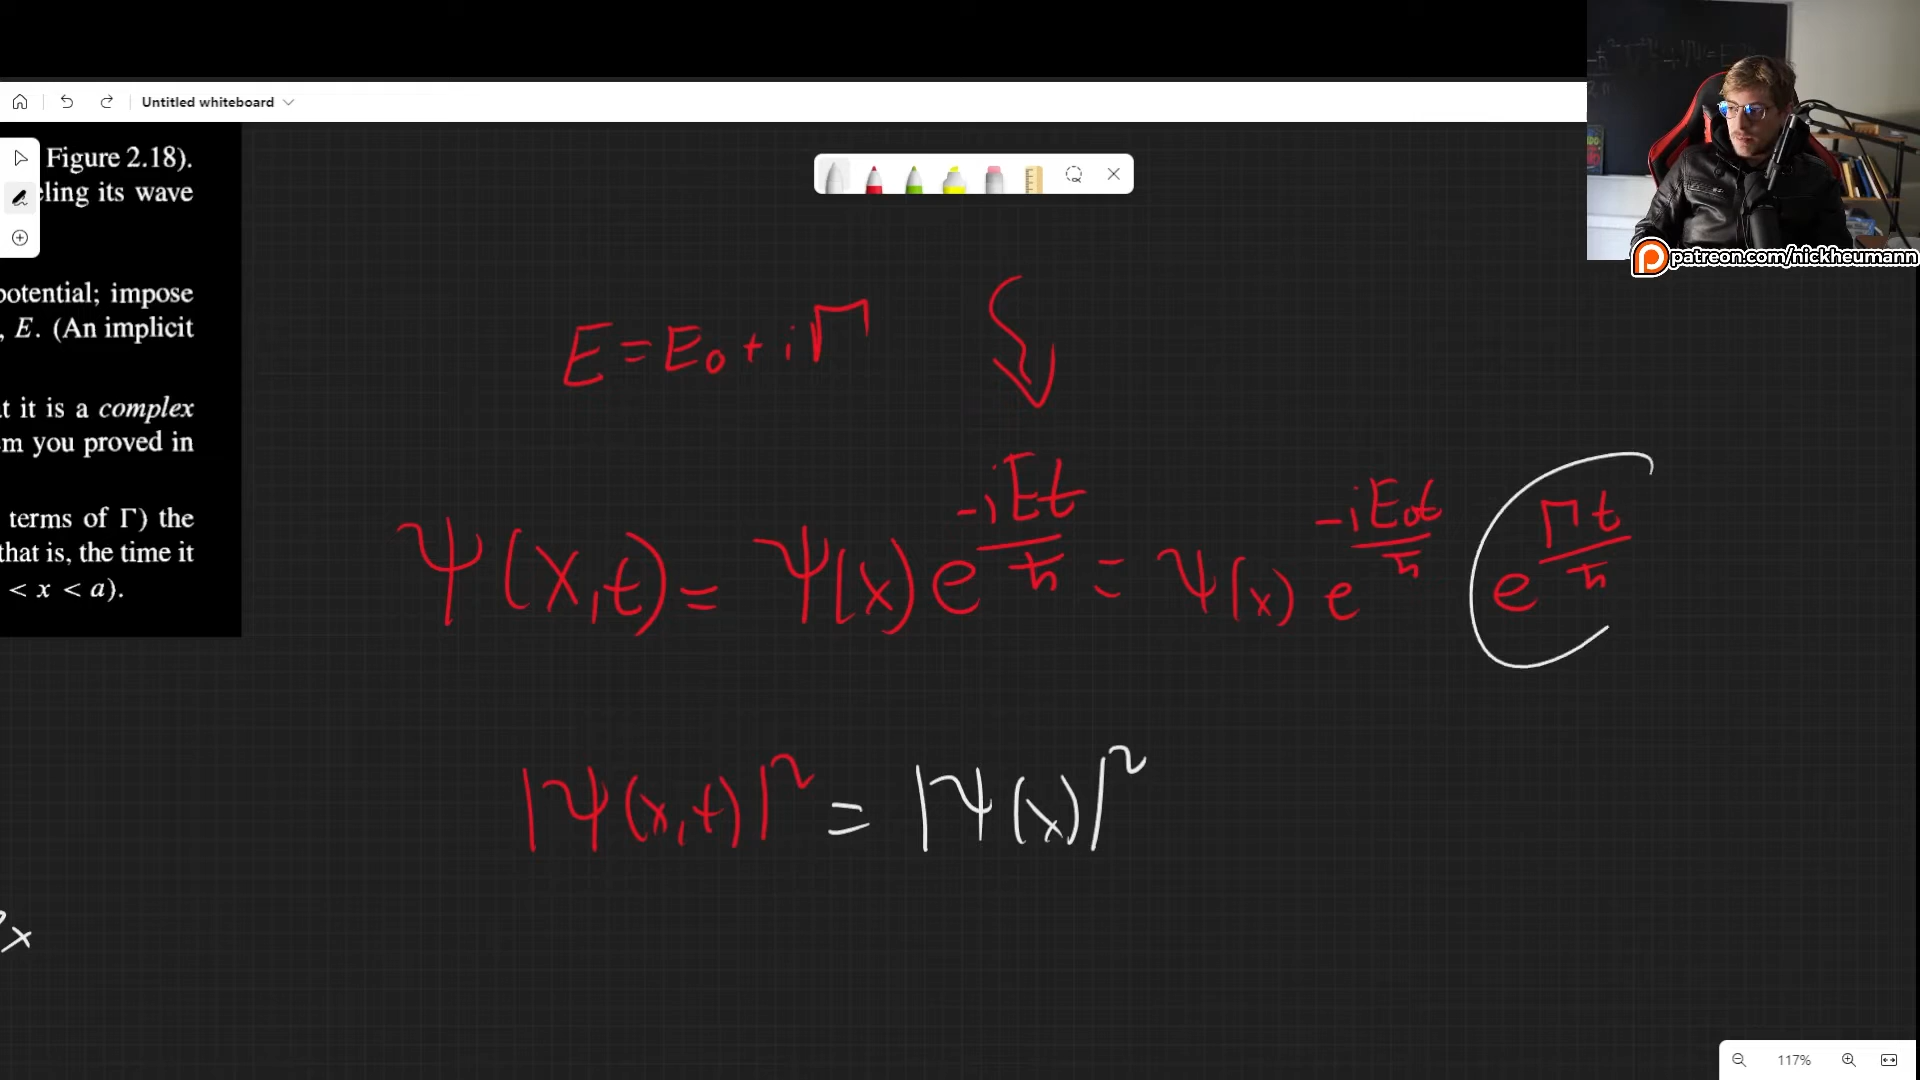 Untitled whiteboard
Figure 2.18).
eling its wave
potential; impose
, E. (An implicit
t it is a complex
m you proved in
terms of Γ) the
that is, the time it
< x < a).
E = E₀ + iΓ
Ψ(x,t) = Ψ(x) e^(-iEt/ħ) = Ψ(x) e^(-iE₀t/ħ) e^(Γt/ħ)
|Ψ(x,t)|² = |Ψ(x)|²
x
patreon.com/nickheumann
117%